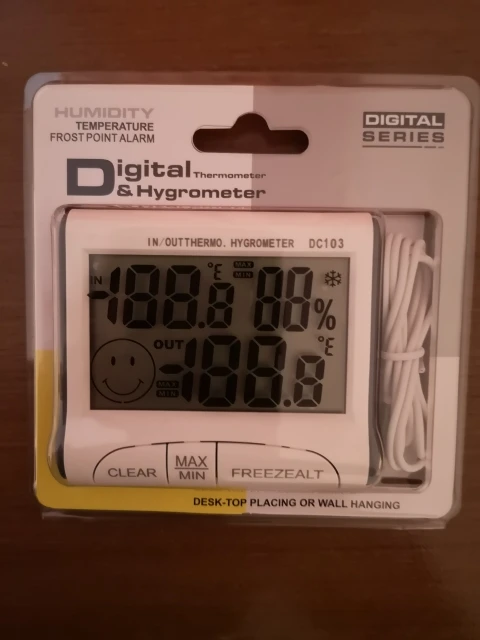 HUMIDITY
TEMPERATURE
FROST POINT ALARM
DIGITAL
SERIES
Digital Thermometer
& Hygrometer
IN/OUTTHERMO. HYGROMETER DC103
IN -188.8 °F MAX MIN 88%
OUT -188.8 °F
MAX
MIN
CLEAR
MAX
MIN
FREEZEALT
DESK-TOP PLACING OR WALL HANGING